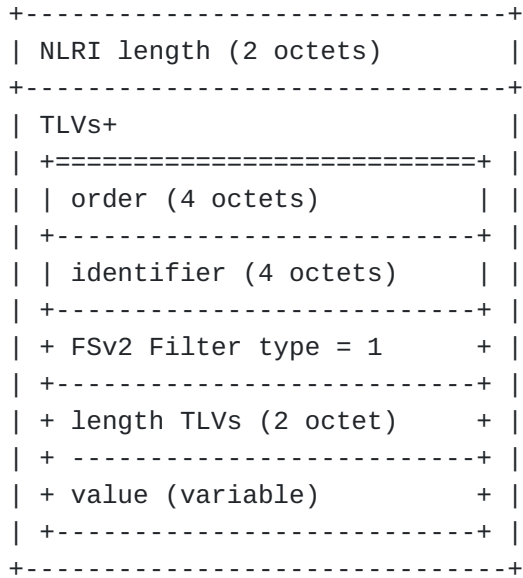 +-------------------------------+
| NLRI length (2 octets)        |
+-------------------------------+
| TLVs+                         |
| +===========================+ |
| | order (4 octets)          | |
| +---------------------------+ |
| | identifier (4 octets)     | |
| +---------------------------+ |
| + FSv2 Filter type = 1      + |
| +---------------------------+ |
| + length TLVs (2 octet)     + |
| + --------------------------+ |
| + value (variable)          + |
| +---------------------------+ |
+-------------------------------+